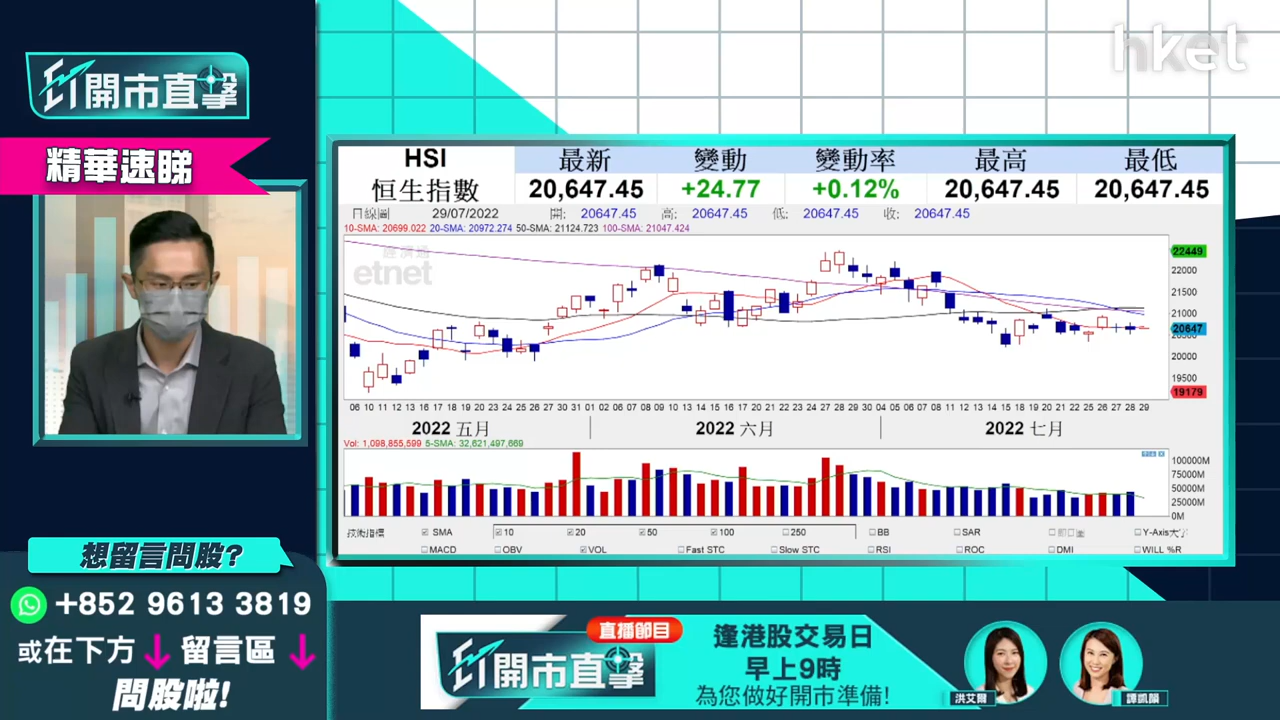 hket
ET開市直擊
精華速睇
HSI
恒生指數
最新 變動 變動率 最高 最低
20,647.45 +24.77 +0.12% 20,647.45 20,647.45
日線圖 29/07/2022 開: 20647.45 高: 20647.45 低: 20647.45 收: 20647.45
10-SMA: 20699.022 20-SMA: 20972.274 50-SMA: 21124.723 100-SMA: 21047.424
經濟通
etnet
22449
22000
21500
21000
20647
20000
19500
19179
06 10 11 12 13 16 17 18 19 20 23 24 25 26 27 30 31 01 02 06 07 08 09 10 13 14 15 16 17 20 21 22 23 24 27 28 29 30 04 05 06 07 08 11 12 13 14 15 18 19 20 21 22 25 26 27 28 29
2022 五月 2022 六月 2022 七月
Vol: 1,098,855,599 5-SMA: 32,621,497,669
100000M
75000M
50000M
25000M
0M
技術指標 SMA 10 20 50 100 250 BB SAR Y-Axis
MACD OBV VOL Fast STC Slow STC RSI ROC DMI WILL %R
想留言問股?
+852 9613 3819
或在下方 留言區
問股啦!
直播節目
ET開市直擊
逢港股交易日
早上9時
為您做好開市準備!
洪艾爾
譚凱韻